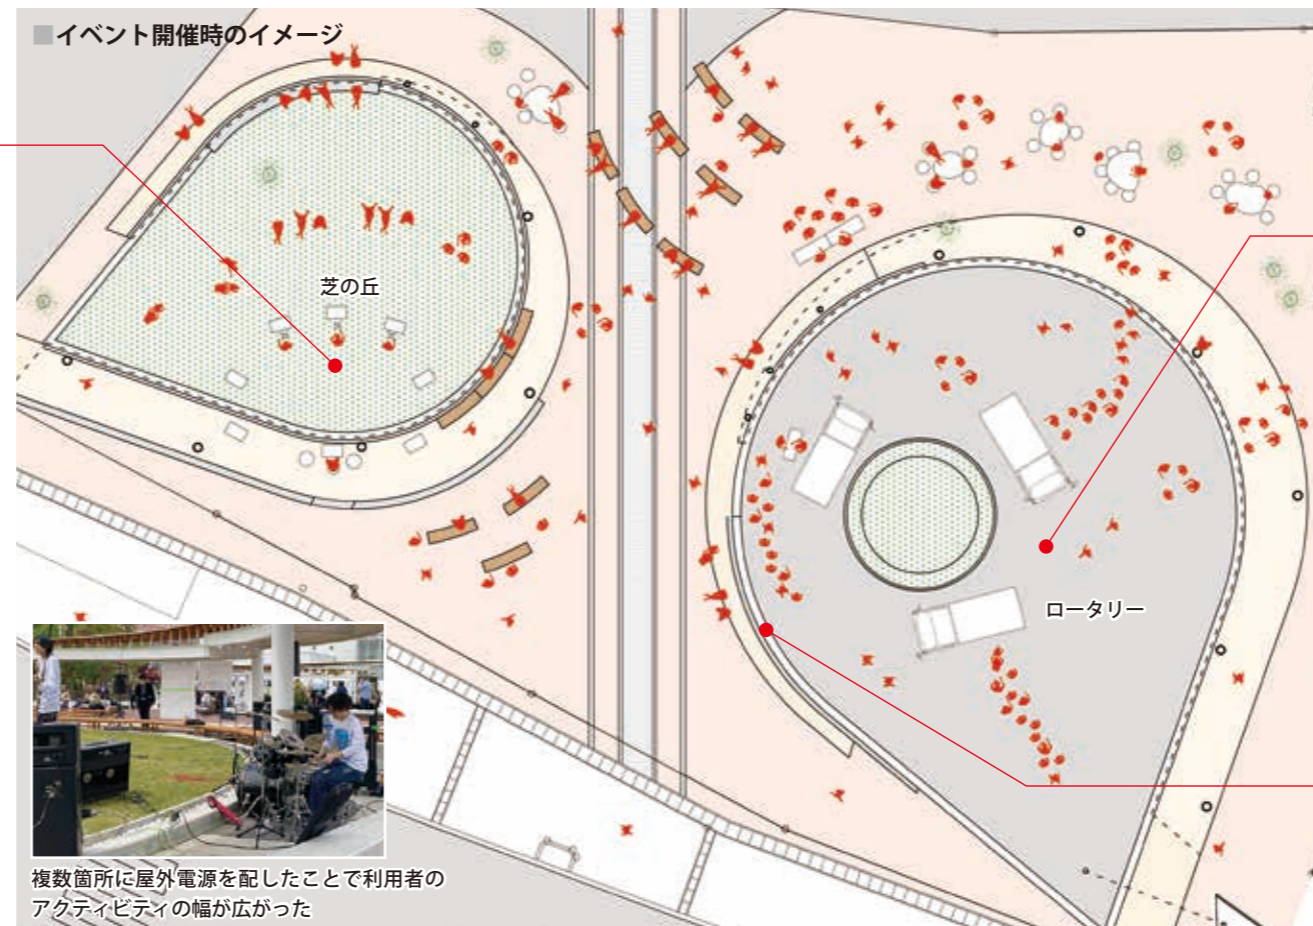 ■イベント開催時のイメージ
芝の丘
ロータリー
複数箇所に屋外電源を配したことで利用者の
アクティビティの幅が広がった